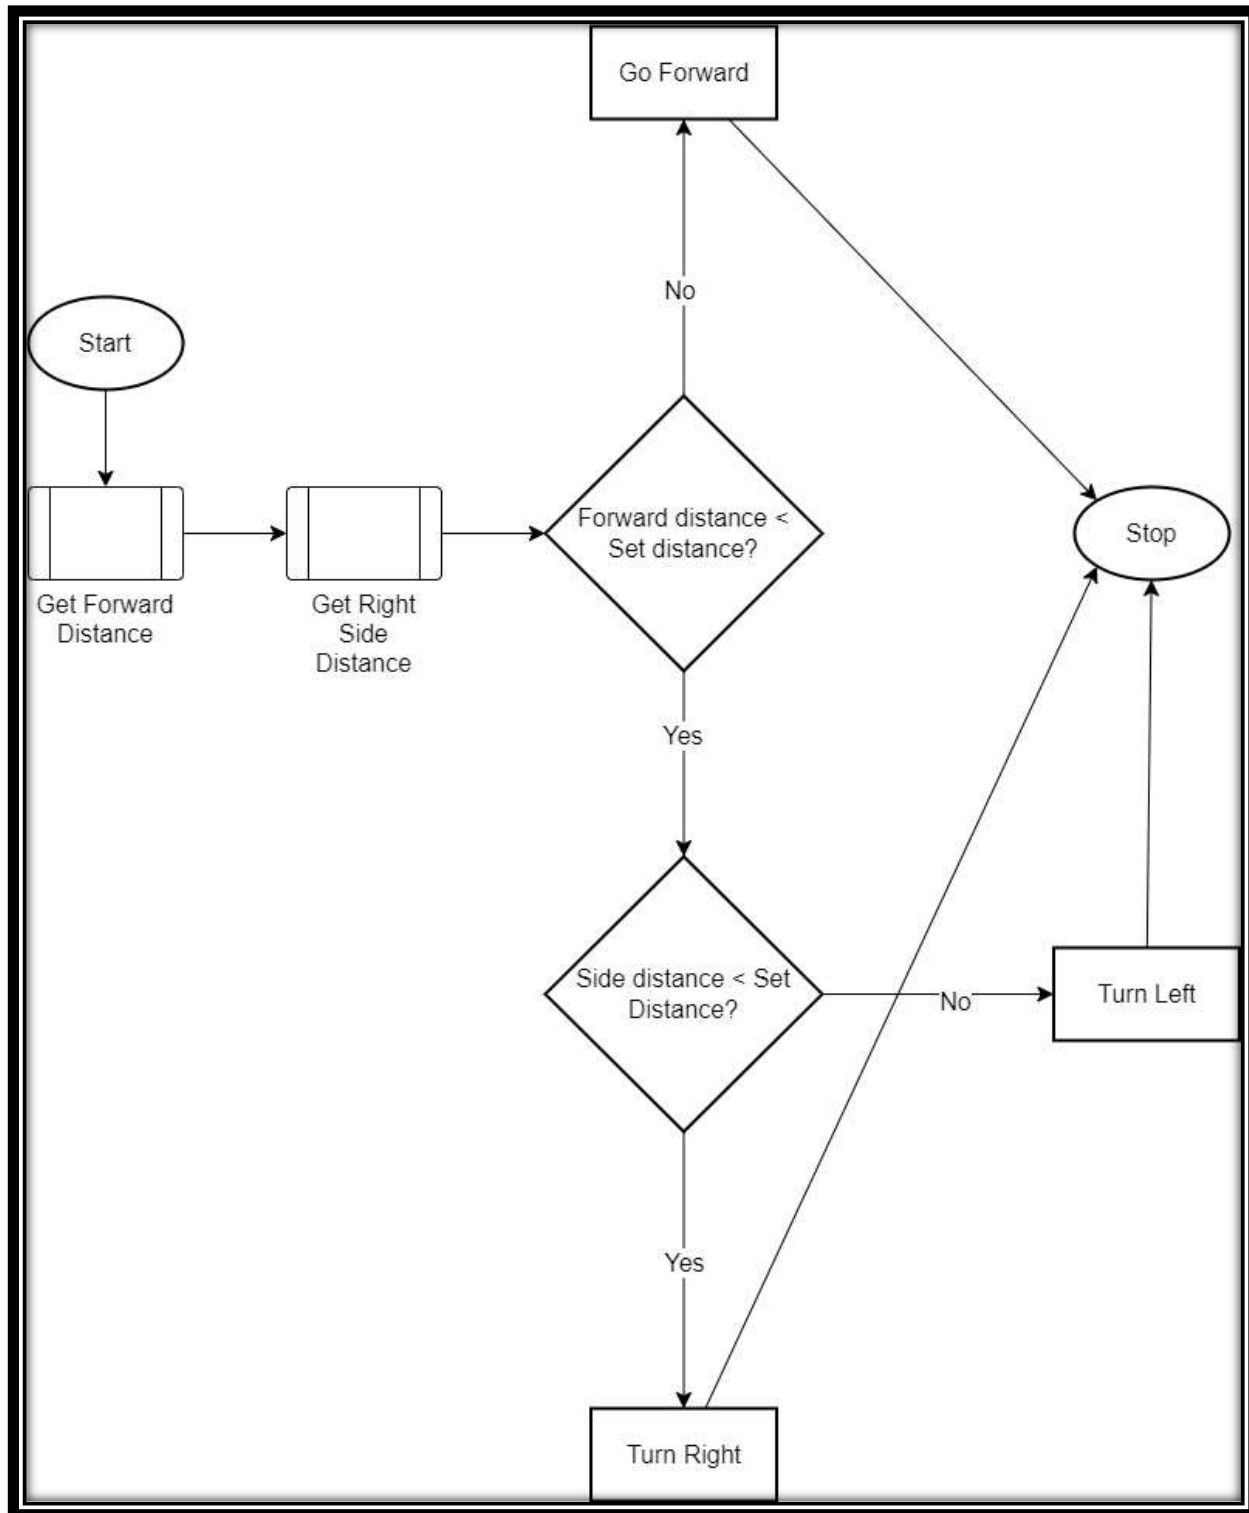 Go Forward
No
Start
Forward distance <
Set distance?
Stop
Get Forward
Distance
Get Right
Side
Distance
Yes
Side distance < Set
Distance?
No
Turn Left
Yes
Turn Right